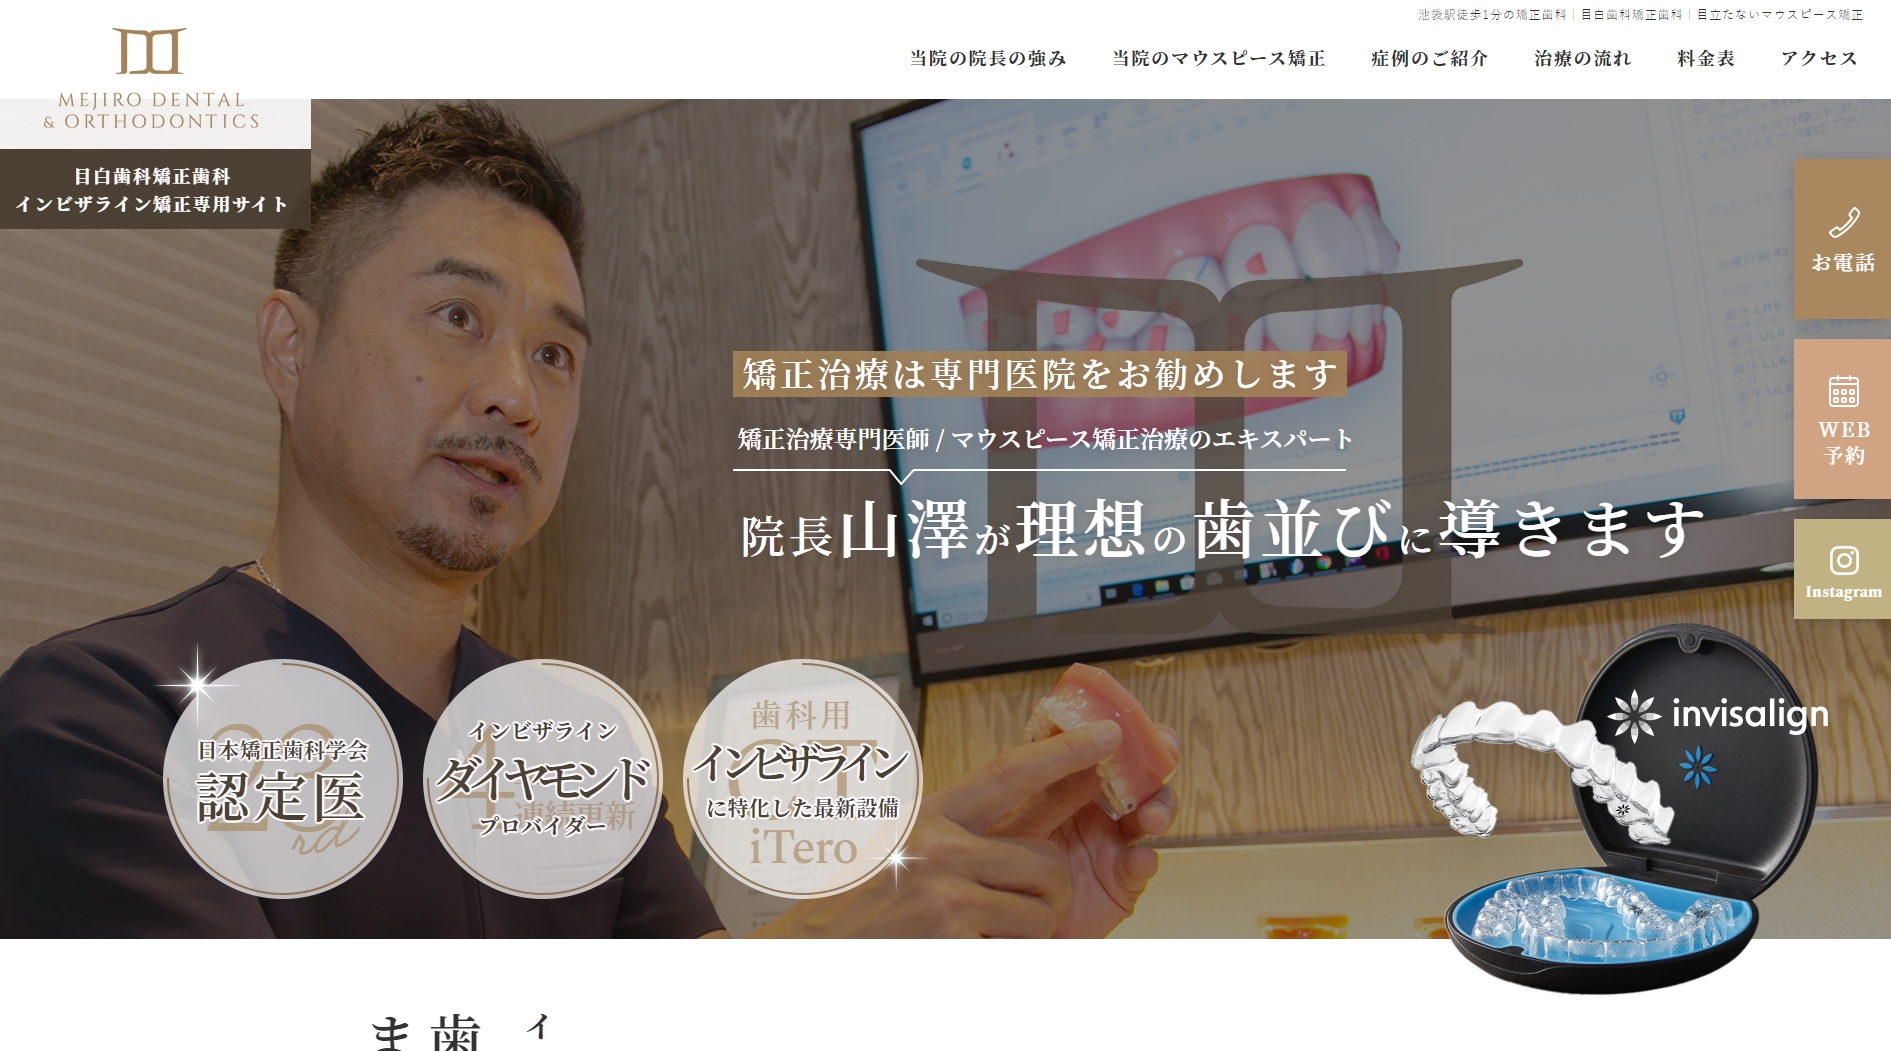 池袋駅徒歩1分の矯正歯科｜目白歯科矯正歯科｜目立たないマウスピース矯正
当院の院長の強み 当院のマウスピース矯正 症例のご紹介 治療の流れ 料金表 アクセス
MEJIRO DENTAL
& ORTHODONTICS
目白歯科矯正歯科
インビザライン矯正専用サイト
お電話
WEB
予約
Instagram
矯正治療は専門医院をお勧めします
矯正治療専門医師 / マウスピース矯正治療のエキスパート
院長山澤が理想の歯並びに導きます
23rd
日本矯正歯科学会
認定医
インビザライン
ダイヤモンド
4連続更新
プロバイダー
歯科用
CT
インビザライン
に特化した最新設備
iTero
invisalign
ま 歯 イ